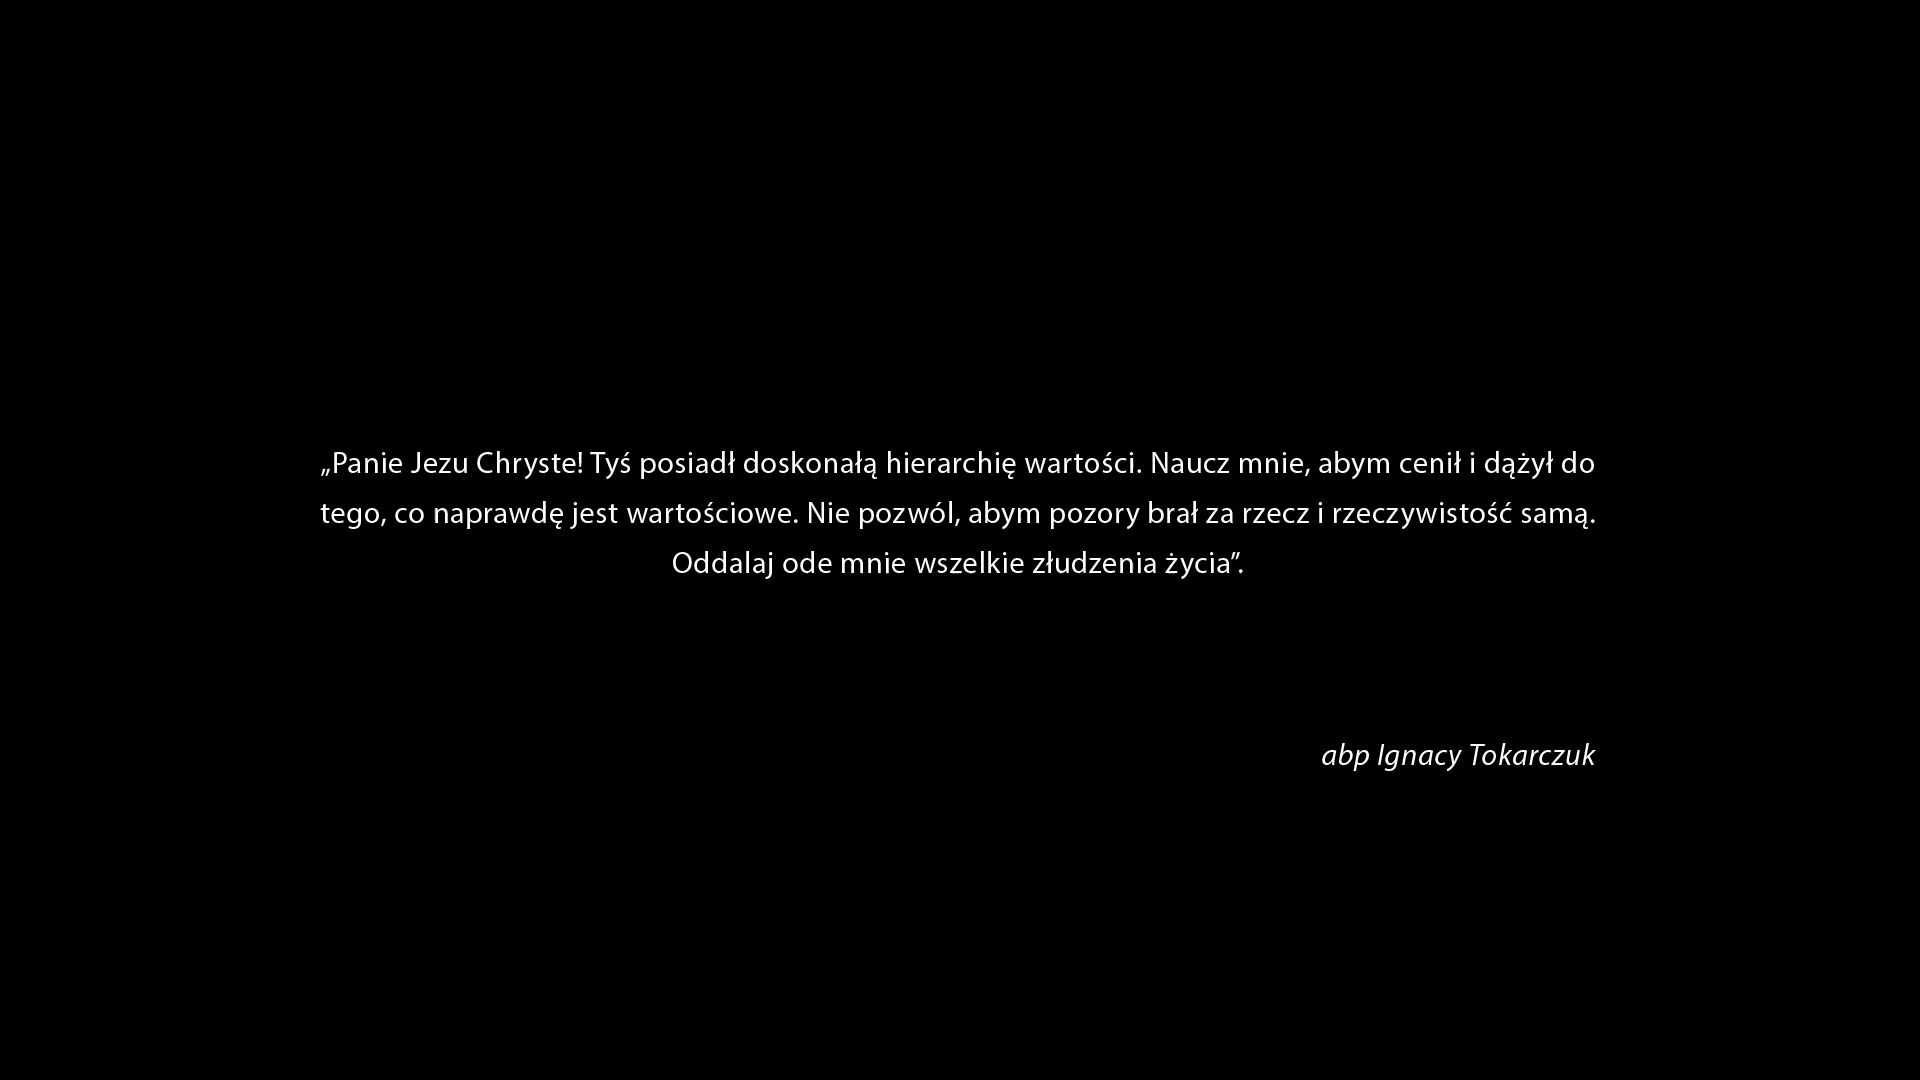 „Panie Jezu Chryste! Tyś posiadł doskonałą hierarchię wartości. Naucz mnie, abym cenił i dążył do
tego, co naprawdę jest wartościowe. Nie pozwól, abym pozory brał za rzecz i rzeczywistość samą.
Oddalaj ode mnie wszelkie złudzenia życia”.
abp Ignacy Tokarczuk